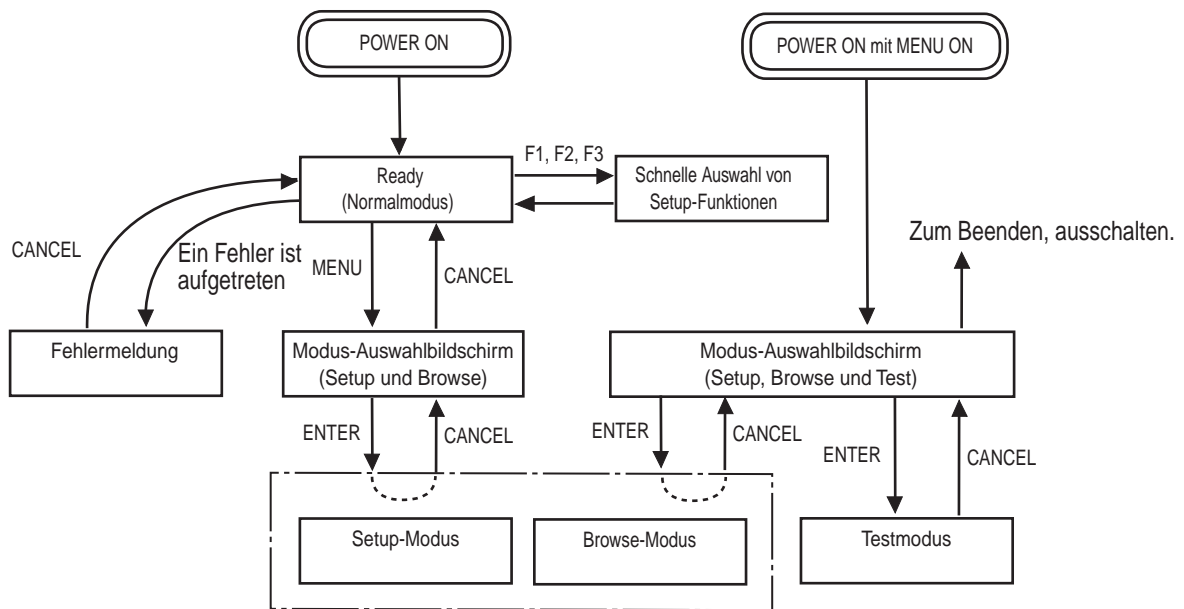 POWER ON
POWER ON mit MENU ON
F1, F2, F3
Ready
(Normalmodus)
Schnelle Auswahl von
Setup-Funktionen
CANCEL
Ein Fehler ist
aufgetreten
MENU
CANCEL
Zum Beenden, ausschalten.
Fehlermeldung
Modus-Auswahlbildschirm
(Setup und Browse)
Modus-Auswahlbildschirm
(Setup, Browse und Test)
ENTER
CANCEL
ENTER
CANCEL
ENTER
CANCEL
Setup-Modus
Browse-Modus
Testmodus